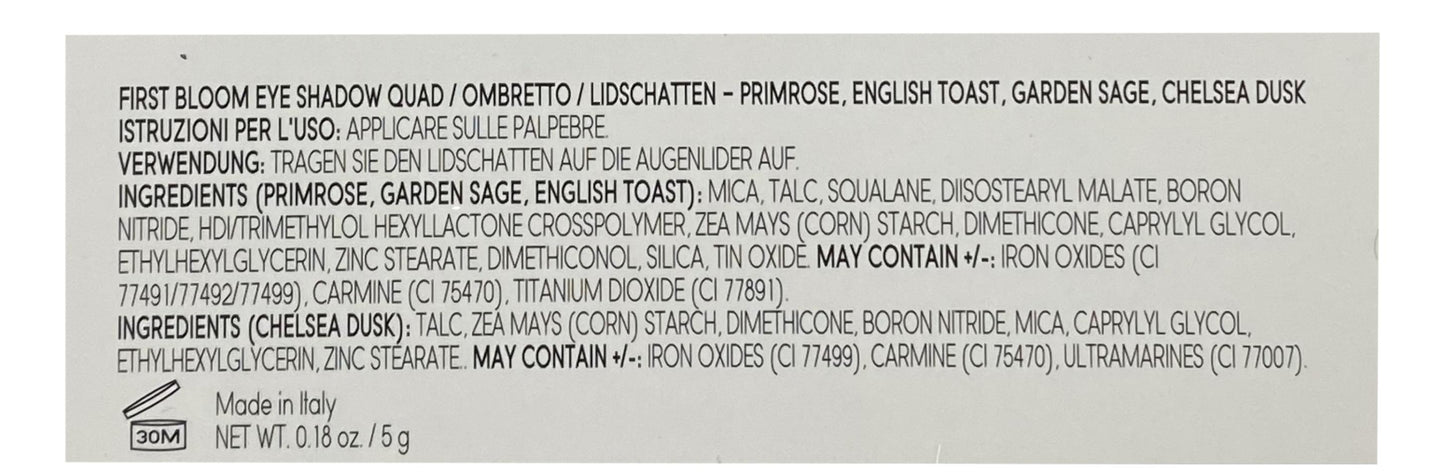 FIRST BLOOM EYE SHADOW QUAD / OMBRETTO / LIDSCHATTEN – PRIMROSE, ENGLISH TOAST, GARDEN SAGE, CHELSEA DUSK
ISTRUZIONI PER L'USO: APPLICARE SULLE PALPEBRE.
VERWENDUNG: TRAGEN SIE DEN LIDSCHATTEN AUF DIE AUGENLIDER AUF.
INGREDIENTS (PRIMROSE, GARDEN SAGE, ENGLISH TOAST): MICA, TALC, SQUALANE, DIISOSTEARYL MALATE, BORON
NITRIDE, HDI/TRIMETHYLOL HEXYLLACTONE CROSSPOLYMER, ZEA MAYS (CORN) STARCH, DIMETHICONE, CAPRYLYL GLYCOL,
ETHYLHEXYLGLYCERIN, ZINC STEARATE, DIMETHICONOL, SILICA, TIN OXIDE. MAY CONTAIN +/-: IRON OXIDES (CI
77491/77492/77499), CARMINE (CI 75470), TITANIUM DIOXIDE (CI 77891).
INGREDIENTS (CHELSEA DUSK): TALC, ZEA MAYS (CORN) STARCH, DIMETHICONE, BORON NITRIDE, MICA, CAPRYLYL GLYCOL,
ETHYLHEXYLGLYCERIN, ZINC STEARATE.. MAY CONTAIN +/-: IRON OXIDES (CI 77499), CARMINE (CI 75470), ULTRAMARINES (CI 77007).
Made in Italy
30M NET WT. 0.18 oz. / 5 g